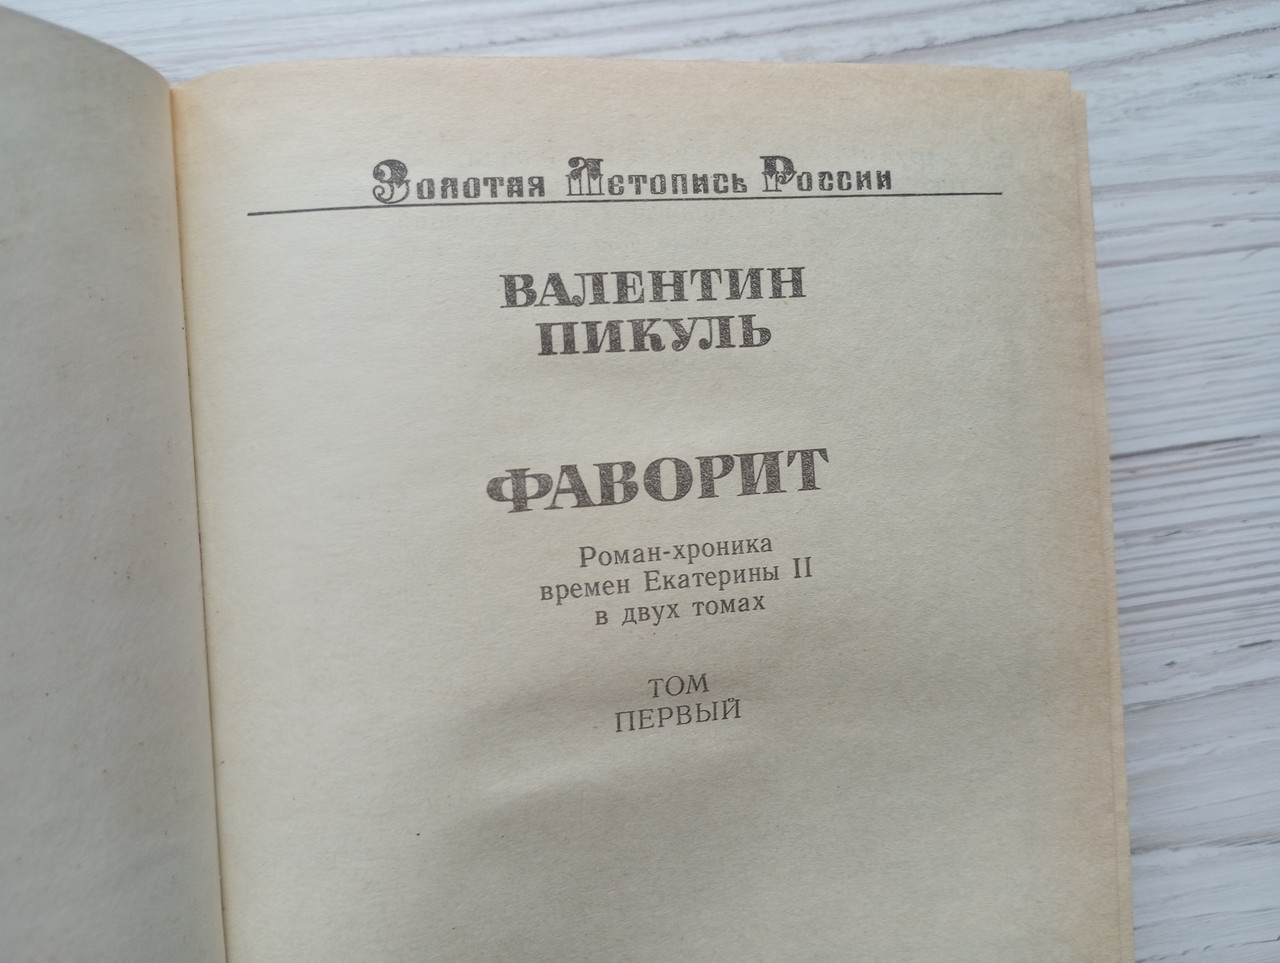 Золотая Летопись России
ВАЛЕНТИН
ПИКУЛЬ
ФАВОРИТ
Роман-хроника
времен Екатерины II
в двух томах
ТОМ
ПЕРВЫЙ